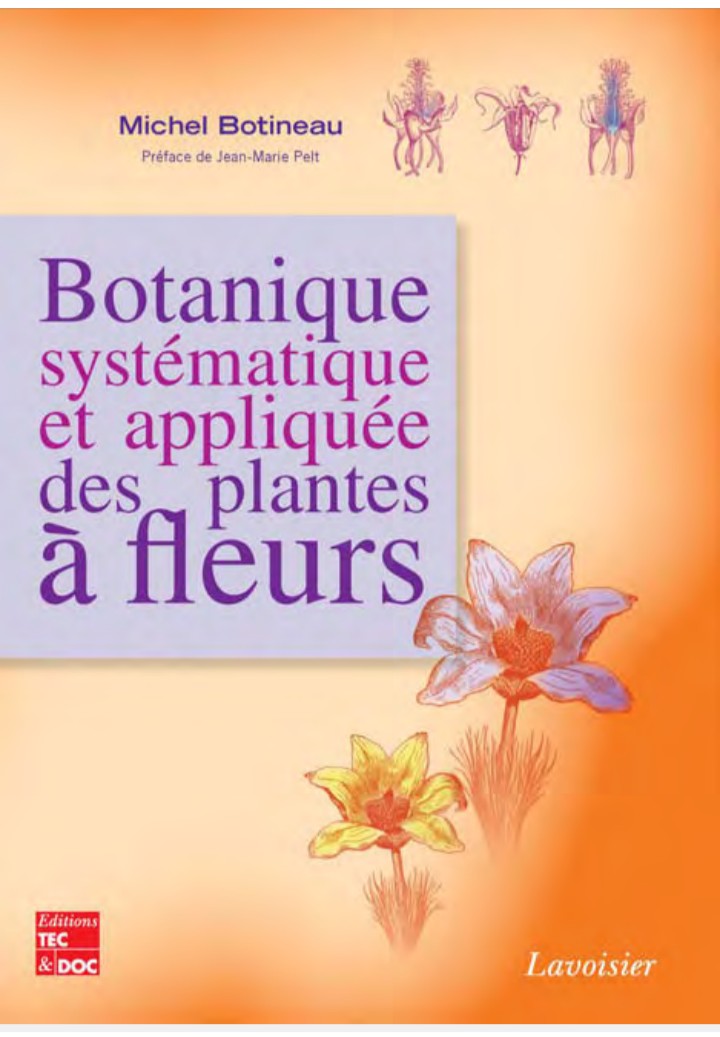 Michel Botineau
Préface de Jean-Marie Pelt
Botanique
systématique
et appliquée
des plantes
à fleurs
Editions
TEC
& DOC
Lavoisier